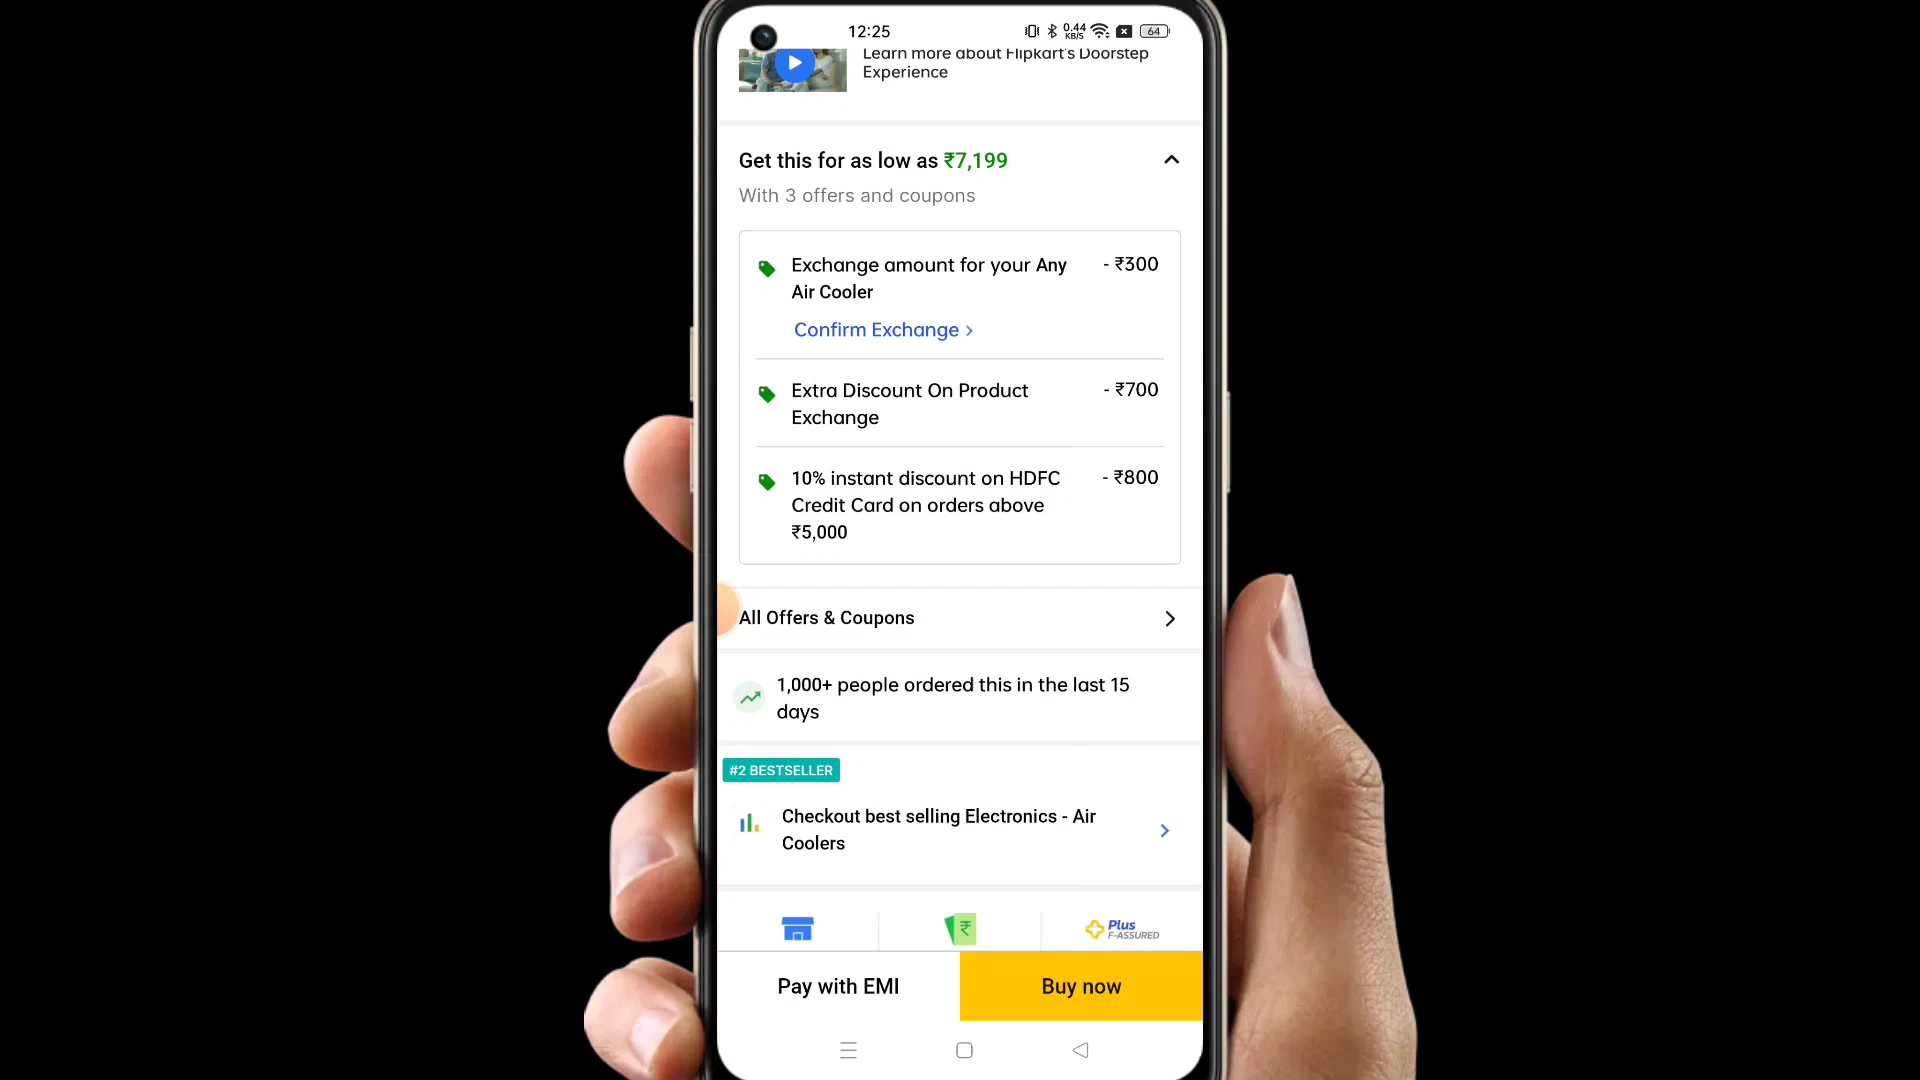 12:25
0.44
KB/S
64
Learn more about Flipkart's Doorstep
Experience
Get this for as low as ₹7,199
With 3 offers and coupons
Exchange amount for your Any
Air Cooler
- ₹300
Confirm Exchange >
Extra Discount On Product
Exchange
- ₹700
10% instant discount on HDFC
Credit Card on orders above
₹5,000
- ₹800
All Offers & Coupons
1,000+ people ordered this in the last 15
days
#2 BESTSELLER
Checkout best selling Electronics - Air
Coolers
₹
Plus
F-ASSURED
Pay with EMI
Buy now